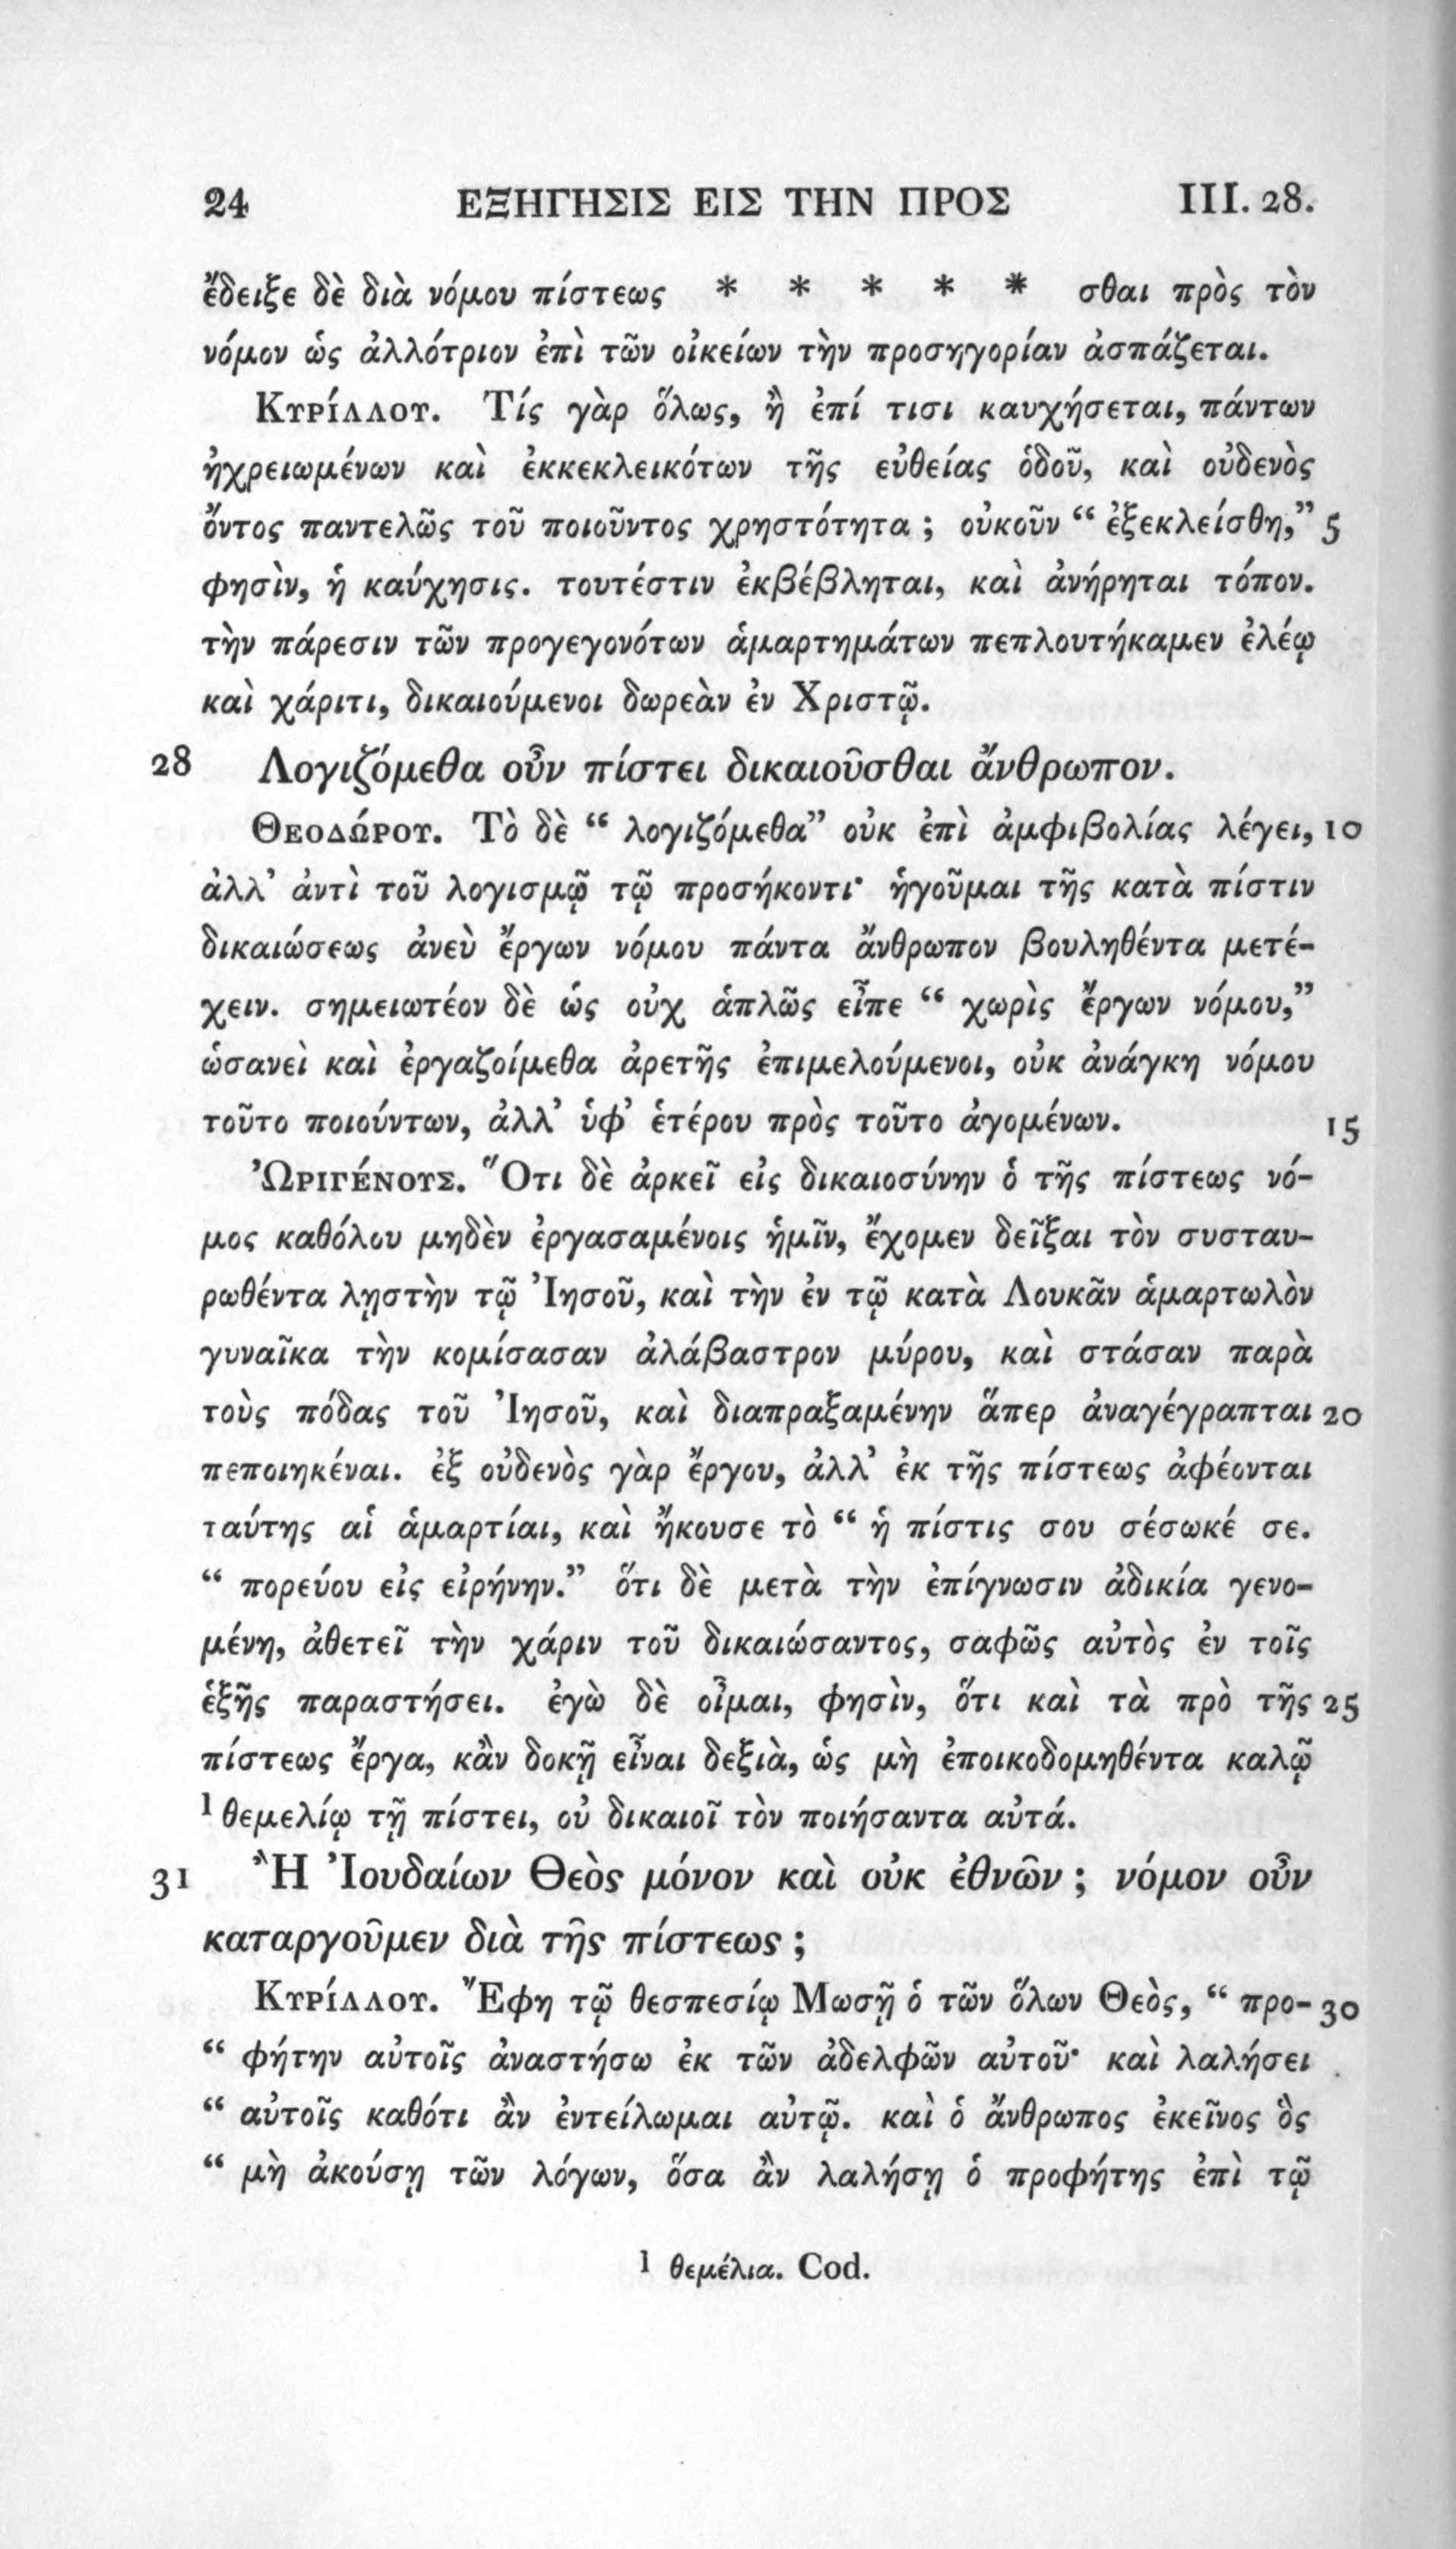 24 ΕΞΗΓΗΣΙΣ ΕΙΣ ΤΗΝ ΠΡΟΣ III. 28.
ἔδειξε δὲ διὰ νόμου πίστεως * * * * * σθαι πρὸς τὸν
νόμον ὡς ἀλλότριον ἐπὶ τῶν οἰκείων τὴν προσηγορίαν ἀσπάζεται.
Κυρίλλου. Τίς γὰρ ὅλως, ἢ ἐπί τισι καυχήσεται, πάντων
ἠχρειωμένων καὶ ἐκκεκλεικότων τῆς εὐθείας ὁδοῦ, καὶ οὐδενὸς
ὄντος παντελῶς τοῦ ποιοῦντος χρηστότητα ; οὐκοῦν “ ἐξεκλείσθη,” 5
φησὶν, ἡ καύχησις. τουτέστιν ἐκβέβληται, καὶ ἀνήρηται τόπον.
τὴν πάρεσιν τῶν προγεγονότων ἁμαρτημάτων πεπλουτήκαμεν ἐλέῳ
καὶ χάριτι, δικαιούμενοι δωρεὰν ἐν Χριστῷ.
28 Λογιζόμεθα οὖν πίστει δικαιοῦσθαι ἄνθρωπον.
Θεοδώρου. Τὸ δὲ “ λογιζόμεθα” οὐκ ἐπὶ ἀμφιβολίας λέγει, 10
ἀλλ’ ἀντὶ τοῦ λογισμῷ τῷ προσήκοντι· ἡγοῦμαι τῆς κατὰ πίστιν
δικαιώσεως ἀνεὺ ἔργων νόμου πάντα ἄνθρωπον βουληθέντα μετέ-
χειν. σημειωτέον δὲ ὡς οὐχ ἁπλῶς εἶπε “ χωρὶς ἔργων νόμου,”
ὡσανεὶ καὶ ἐργαζοίμεθα ἀρετῆς ἐπιμελούμενοι, οὐκ ἀνάγκη νόμου
τοῦτο ποιούντων, ἀλλ’ ὑφ’ ἑτέρου πρὸς τοῦτο ἀγομένων. 15
Ὠριγένους. Ὅτι δὲ ἀρκεῖ εἰς δικαιοσύνην ὁ τῆς πίστεως νό-
μος καθόλου μηδὲν ἐργασαμένοις ἡμῖν, ἔχομεν δεῖξαι τὸν συσταυ-
ρωθέντα λῃστὴν τῷ Ἰησοῦ, καὶ τὴν ἐν τῷ κατὰ Λουκᾶν ἁμαρτωλὸν
γυναῖκα τὴν κομίσασαν ἀλάβαστρον μύρου, καὶ στάσαν παρὰ
τοὺς πόδας τοῦ Ἰησοῦ, καὶ διαπραξαμένην ἅπερ ἀναγέγραπται 20
πεποιηκέναι. ἐξ οὐδενὸς γὰρ ἔργου, ἀλλ’ ἐκ τῆς πίστεως ἀφέονται
ταύτης αἱ ἁμαρτίαι, καὶ ἤκουσε τὸ “ ἡ πίστις σου σέσωκέ σε.
“ πορεύου εἰς εἰρήνην.” ὅτι δὲ μετὰ τὴν ἐπίγνωσιν ἀδικία γενο-
μένη, ἀθετεῖ τὴν χάριν τοῦ δικαιώσαντος, σαφῶς αὐτὸς ἐν τοῖς
ἑξῆς παραστήσει. ἐγὼ δὲ οἶμαι, φησὶν, ὅτι καὶ τὰ πρὸ τῆς 25
πίστεως ἔργα, κἂν δοκῇ εἶναι δεξιὰ, ὡς μὴ ἐποικοδομηθέντα καλῷ
1 θεμελίῳ τῇ πίστει, οὐ δικαιοῖ τὸν ποιήσαντα αὐτά.
31 Ἢ Ἰουδαίων Θεὸς μόνον καὶ οὐκ ἐθνῶν ; νόμον οὖν
καταργοῦμεν διὰ τῆς πίστεως ;
Κυρίλλου. Ἔφη τῷ θεσπεσίῳ Μωσῇ ὁ τῶν ὅλων Θεὸς, “ προ- 30
“ φήτην αὐτοῖς ἀναστήσω ἐκ τῶν ἀδελφῶν αὐτοῦ· καὶ λαλήσει
“ αὐτοῖς καθότι ἂν ἐντείλωμαι αὐτῷ. καὶ ὁ ἄνθρωπος ἐκεῖνος ὃς
“ μὴ ἀκούσῃ τῶν λόγων, ὅσα ἂν λαλήσῃ ὁ προφήτης ἐπὶ τῷ
1 θεμέλια. Cod.